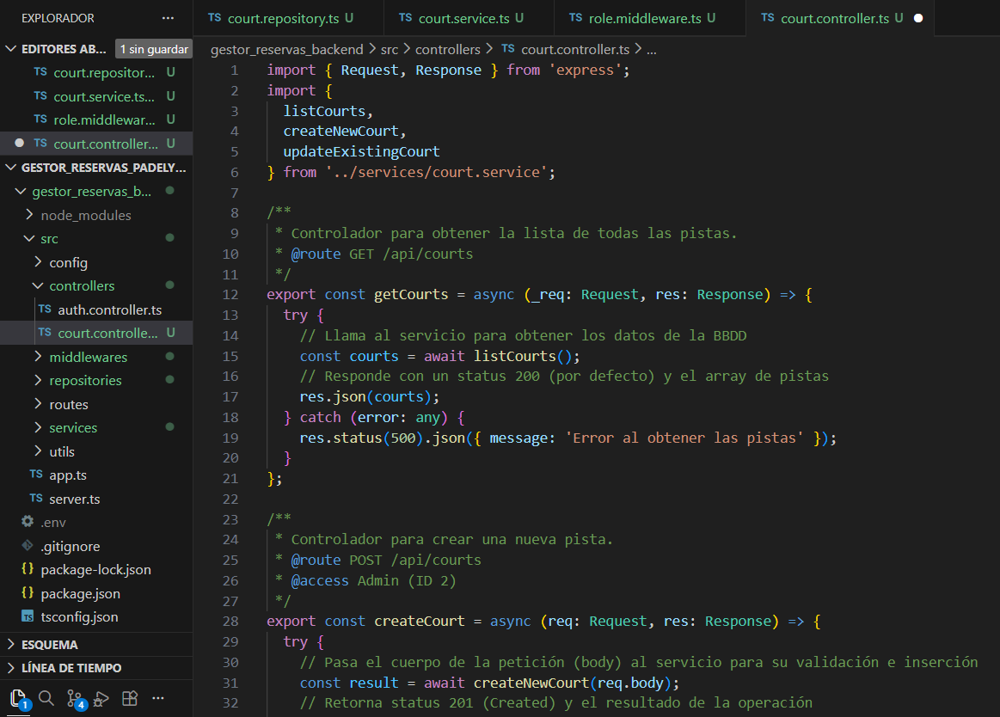 EXPLORADOR ...
TS court.repository.ts U TS court.service.ts U TS role.middleware.ts U TS court.controller.ts U
EDITORES AB... 1 sin guardar
TS court.repositor... U
TS court.service.ts... U
TS role.middlewar... U
TS court.controller... U
GESTOR_RESERVAS_PADELY...
gestor_reservas_b...
node_modules
src
config
controllers
TS auth.controller.ts
TS court.controlle... U
middlewares
repositories
routes
services
utils
TS app.ts
TS server.ts
.env
.gitignore
{} package-lock.json
{} package.json
TS tsconfig.json
ESQUEMA
LÍNEA DE TIEMPO
1 4 ...
gestor_reservas_backend > src > controllers > TS court.controller.ts > ...
1 import { Request, Response } from 'express';
2 import {
3 listCourts,
4 createNewCourt,
5 updateExistingCourt
6 } from '../services/court.service';
7
8 /**
9 * Controlador para obtener la lista de todas las pistas.
10 * @route GET /api/courts
11 */
12 export const getCourts = async (_req: Request, res: Response) => {
13 try {
14 // Llama al servicio para obtener los datos de la BBDD
15 const courts = await listCourts();
16 // Responde con un status 200 (por defecto) y el array de pistas
17 res.json(courts);
18 } catch (error: any) {
19 res.status(500).json({ message: 'Error al obtener las pistas' });
20 }
21 };
22
23 /**
24 * Controlador para crear una nueva pista.
25 * @route POST /api/courts
26 * @access Admin (ID 2)
27 */
28 export const createCourt = async (req: Request, res: Response) => {
29 try {
30 // Pasa el cuerpo de la petición (body) al servicio para su validación e inserción
31 const result = await createNewCourt(req.body);
32 // Retorna status 201 (Created) y el resultado de la operación